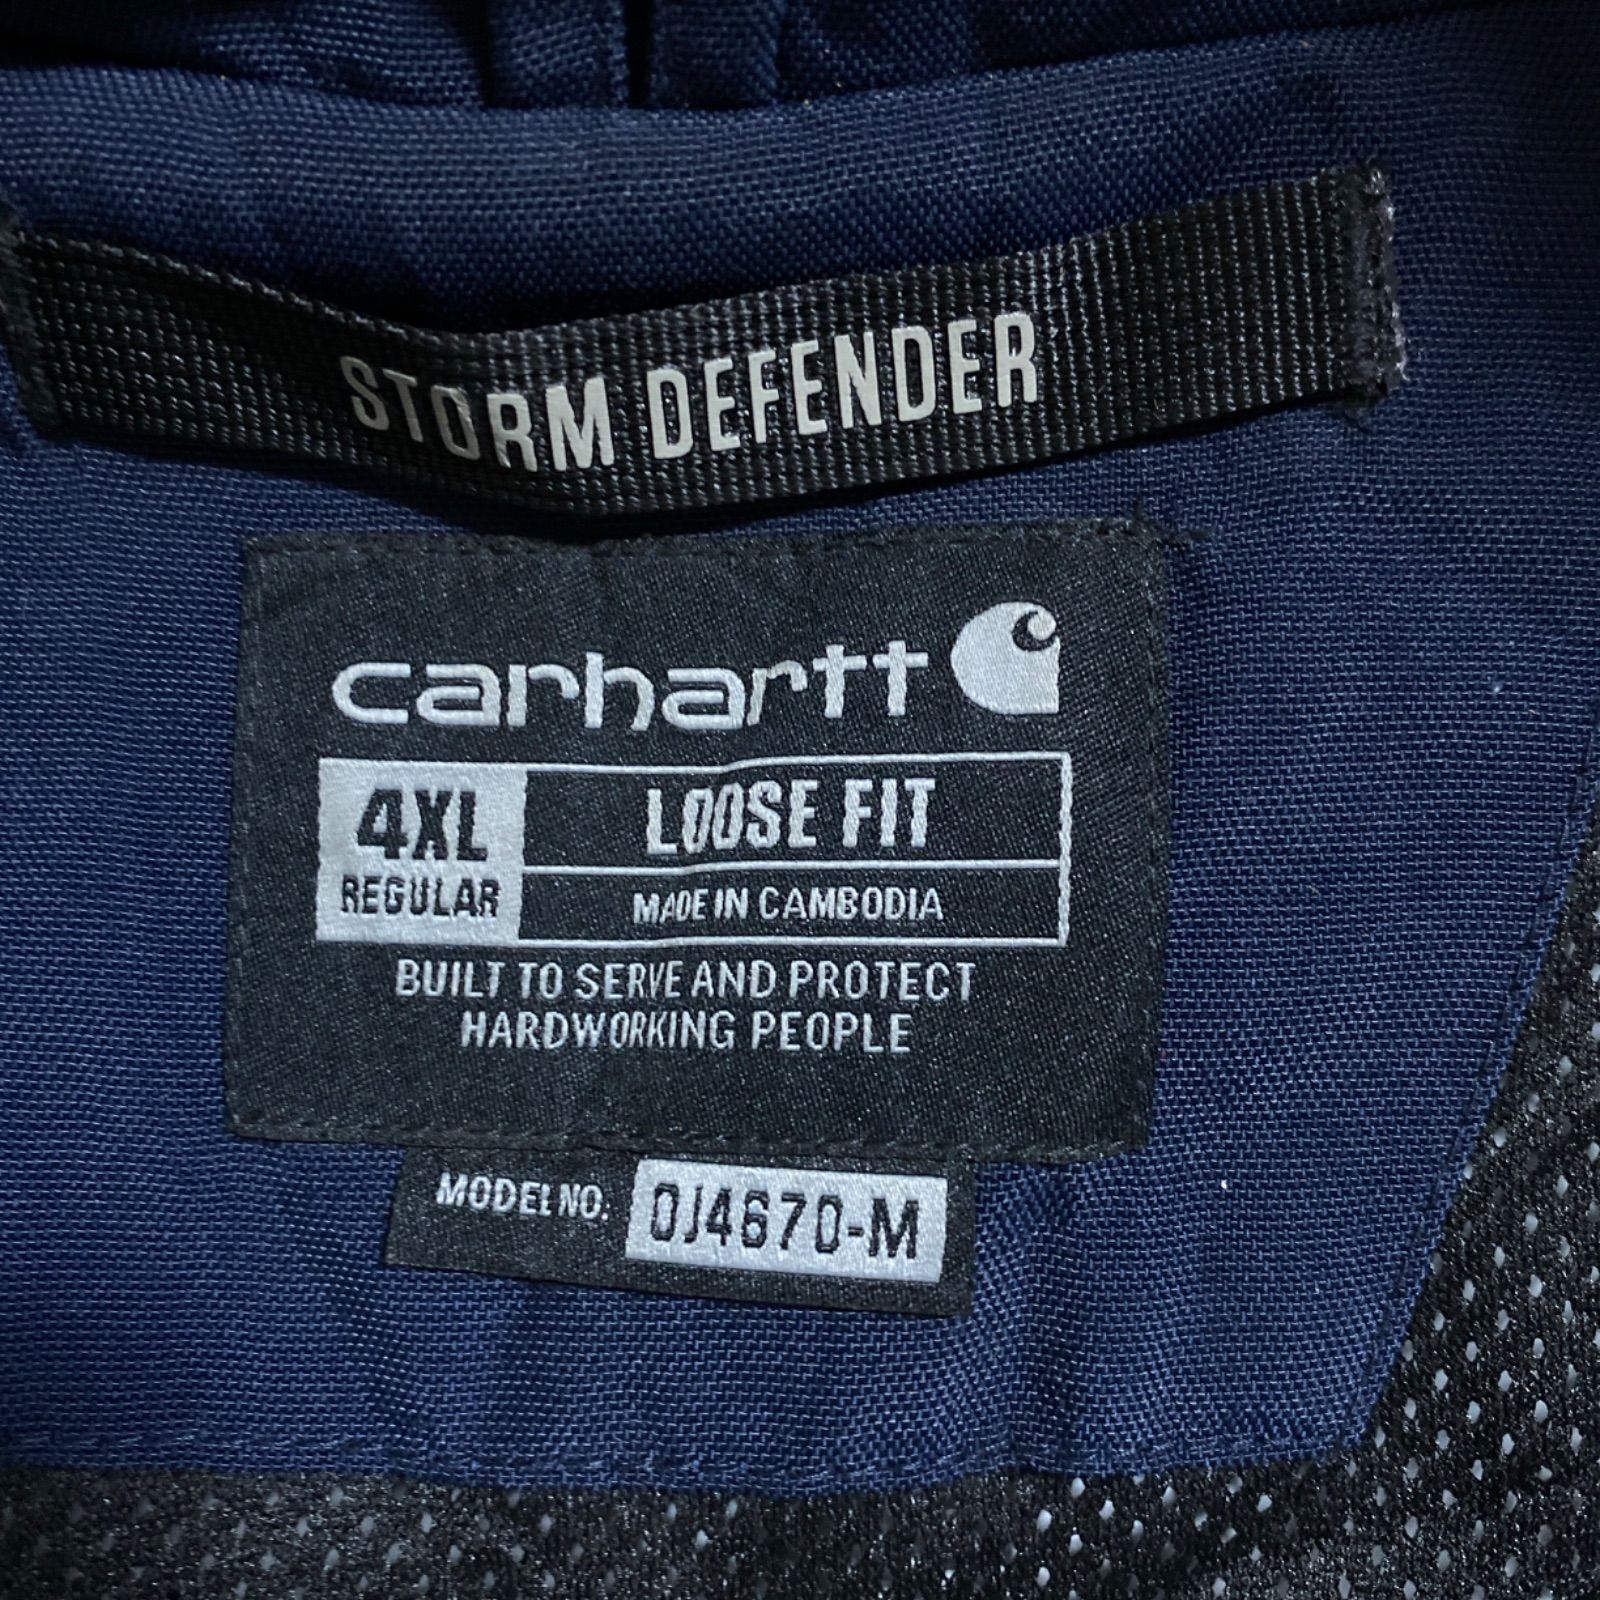 STORM DEFENDER
carhartt
4XL
REGULAR
LOOSE FIT
MADE IN CAMBODIA
BUILT TO SERVE AND PROTECT
HARDWORKING PEOPLE
MODEL NO. OJ4670-M